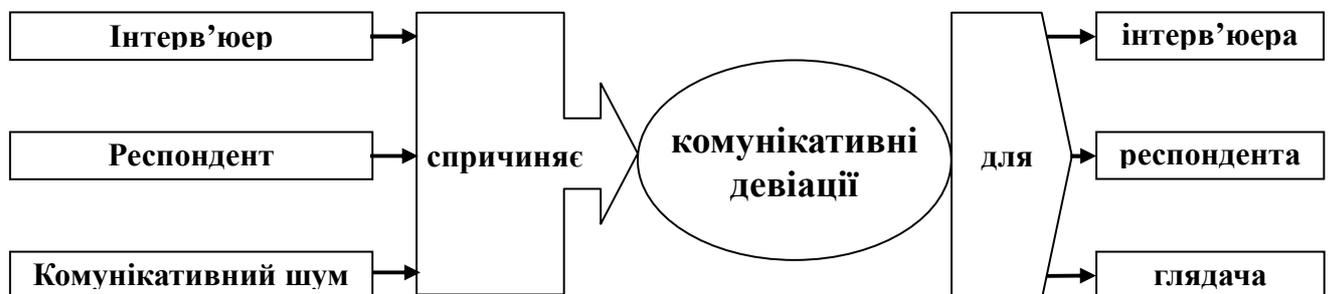 Інтерв’юер
Респондент
Комунікативний шум
спричиняє
комунікативні
девіації
для
інтерв’юера
респондента
глядача